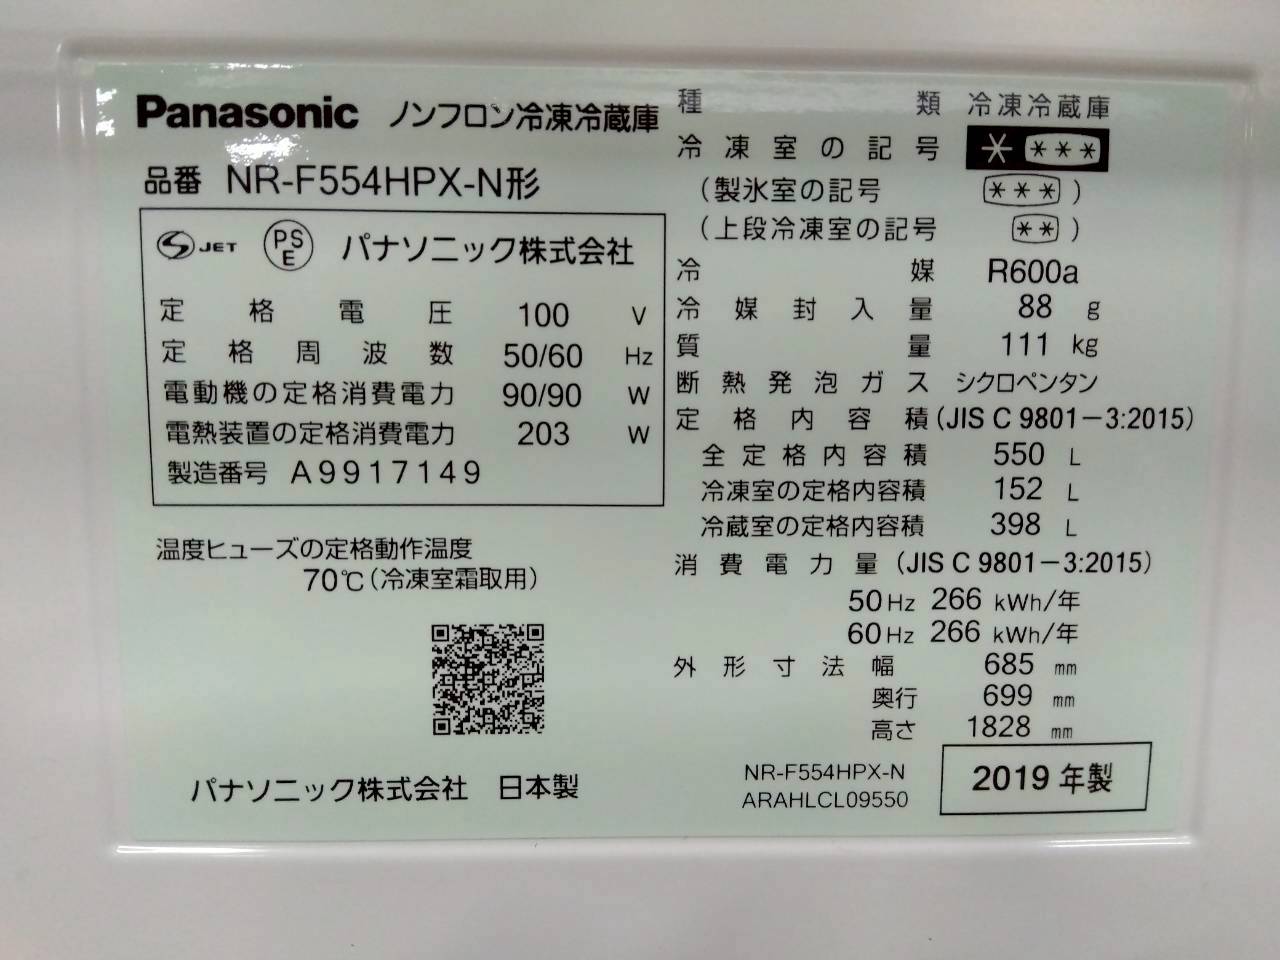 Panasonic ノンフロン冷凍冷蔵庫
品番 NR-F554HPX-N形
JET PSE パナソニック株式会社
定格電圧 100 V
定格周波数 50/60 Hz
電動機の定格消費電力 90/90 W
電熱装置の定格消費電力 203 W
製造番号 A9917149
温度ヒューズの定格動作温度
70℃(冷凍室霜取用)
パナソニック株式会社 日本製
種類 冷凍冷蔵庫
冷凍室の記号 * ***
(製氷室の記号 ***)
(上段冷凍室の記号 **)
冷媒 R600a
冷媒封入量 88 g
質量 111 kg
断熱発泡ガス シクロペンタン
定格内容積(JIS C 9801-3:2015)
全定格内容積 550 L
冷凍室の定格内容積 152 L
冷蔵室の定格内容積 398 L
消費電力量(JIS C 9801-3:2015)
50Hz 266 kWh/年
60Hz 266 kWh/年
外形寸法幅 685 mm
奥行 699 mm
高さ 1828 mm
NR-F554HPX-N
ARAHLCL09550
2019年製